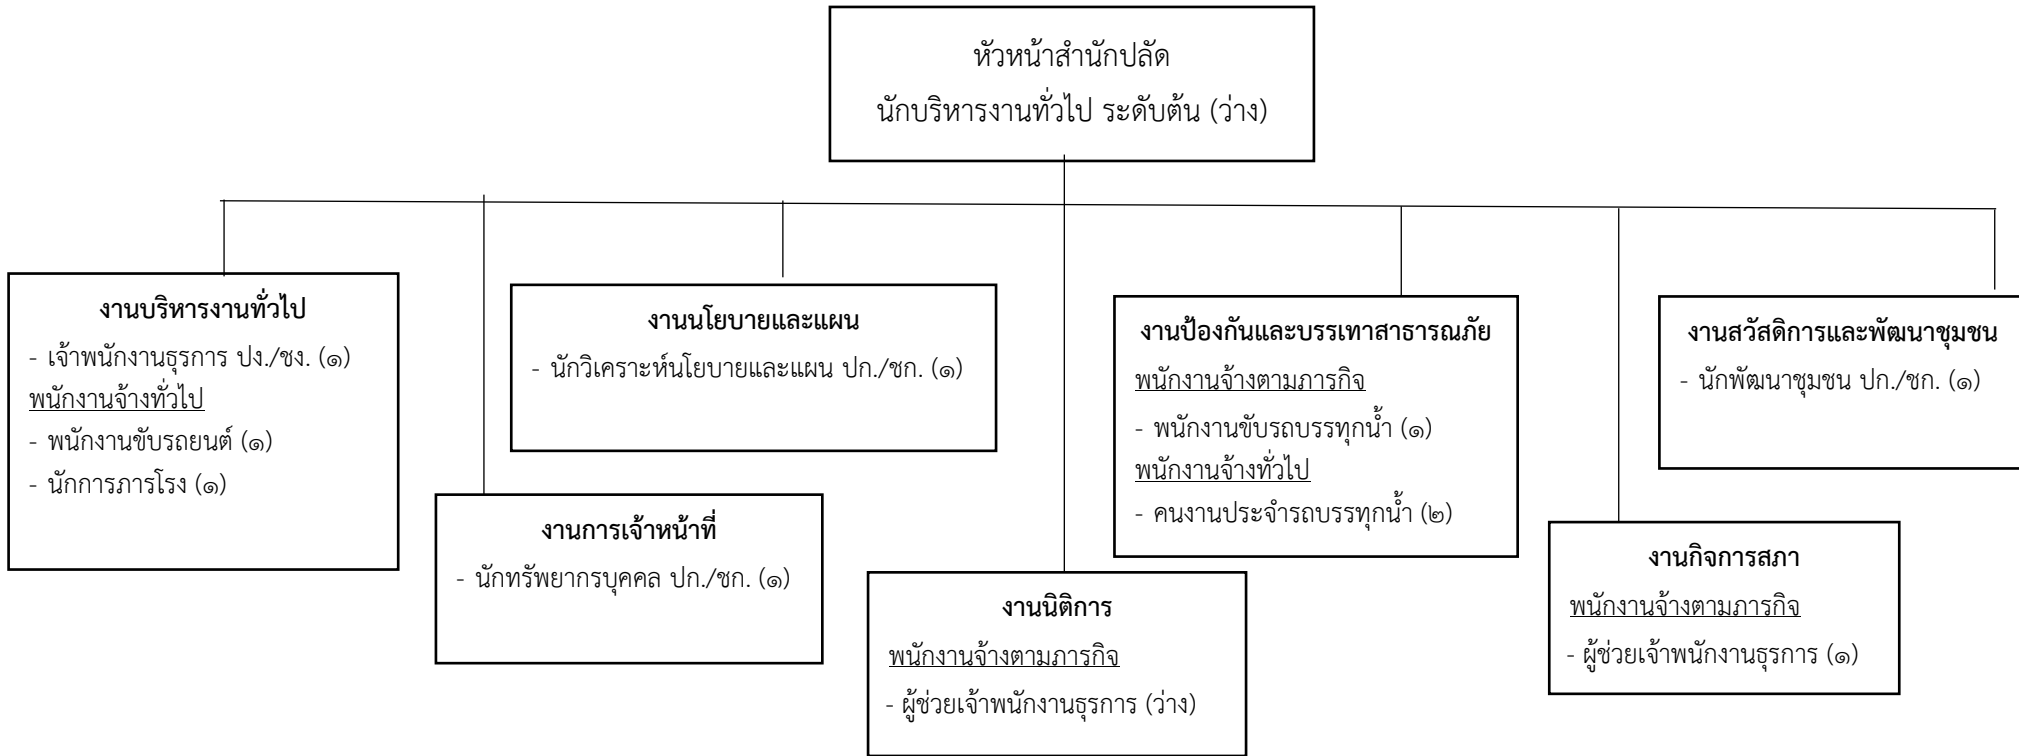 หัวหน้าสำนักปลัด
นักบริหารงานทั่วไป ระดับต้น (ว่าง)
งานบริหารงานทั่วไป
- เจ้าพนักงานธุรการ ปง./ชง. (๑)
พนักงานจ้างทั่วไป
- พนักงานขับรถยนต์ (๑)
- นักการภารโรง (๑)
งานการเจ้าหน้าที่
- นักทรัพยากรบุคคล ปก./ชก. (๑)
งานนโยบายและแผน
- นักวิเคราะห์นโยบายและแผน ปก./ชก. (๑)
งานนิติการ
พนักงานจ้างตามภารกิจ
- ผู้ช่วยเจ้าพนักงานธุรการ (ว่าง)
งานป้องกันและบรรเทาสาธารณภัย
พนักงานจ้างตามภารกิจ
- พนักงานขับรถบรรทุกน้ำ (๑)
พนักงานจ้างทั่วไป
- คนงานประจำรถบรรทุกน้ำ (๒)
งานกิจการสภา
พนักงานจ้างตามภารกิจ
- ผู้ช่วยเจ้าพนักงานธุรการ (๑)
งานสวัสดิการและพัฒนาชุมชน
- นักพัฒนาชุมชน ปก./ชก. (๑)